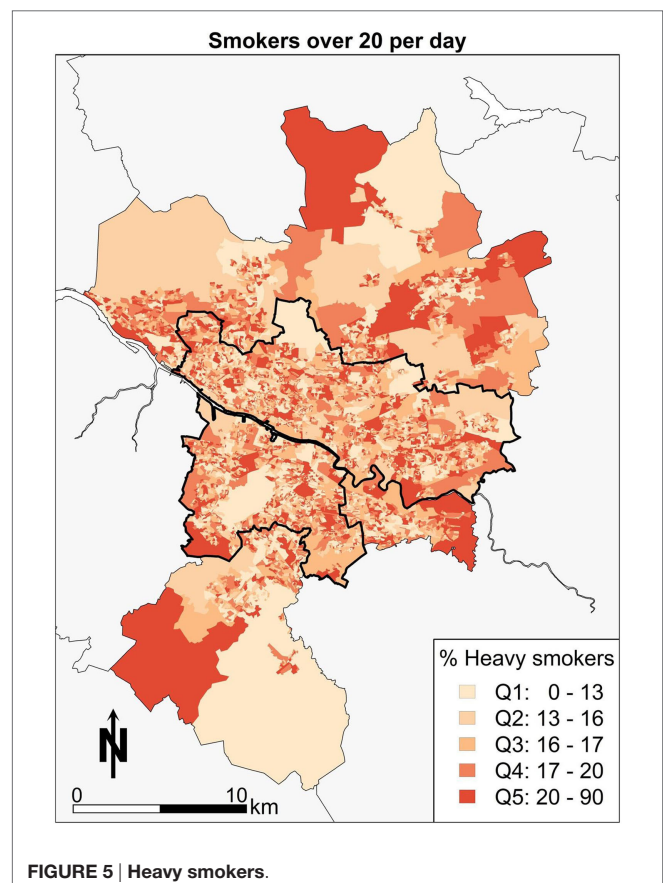 Smokers over 20 per day
% Heavy smokers
Q1: 0 - 13
Q2: 13 - 16
Q3: 16 - 17
Q4: 17 - 20
Q5: 20 - 90
N
0 10
km
FIGURE 5 | Heavy smokers.